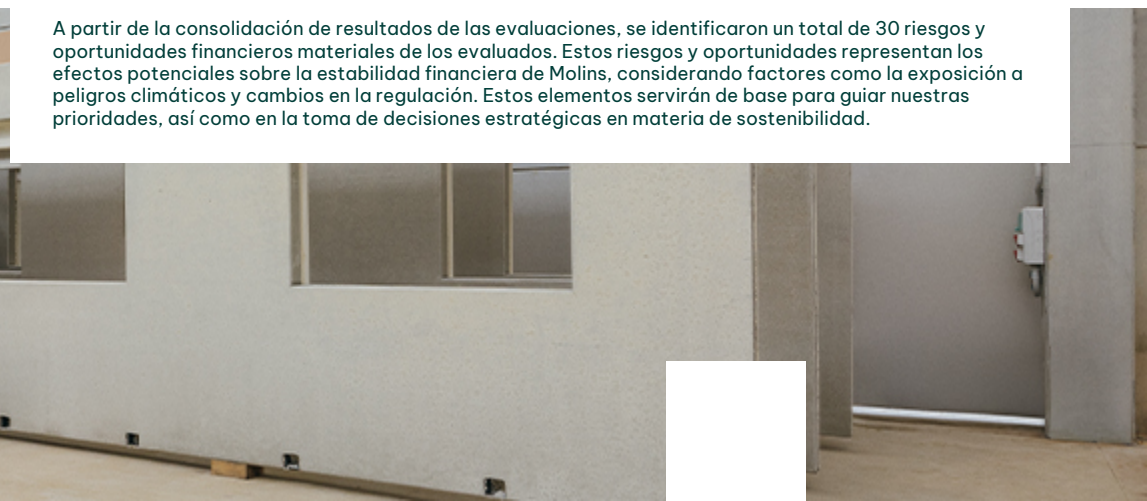 A partir de la consolidación de resultados de las evaluaciones, se identificaron un total de 30 riesgos y
oportunidades financieros materiales de los evaluados. Estos riesgos y oportunidades representan los
efectos potenciales sobre la estabilidad financiera de Molins, considerando factores como la exposición a
peligros climáticos y cambios en la regulación. Estos elementos servirán de base para guiar nuestras
prioridades, así como en la toma de decisiones estratégicas en materia de sostenibilidad.